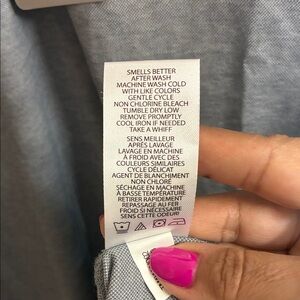 SMELLS BETTER
AFTER WASH
MACHINE WASH COLD
WITH LIKE COLORS
GENTLE CYCLE
NON CHLORINE BLEACH
TUMBLE DRY LOW
REMOVE PROMPTLY
COOL IRON IF NEEDED
TAKE A WHIFF
SENS MEILLEUR
APRÈS LAVAGE
LAVAGE EN MACHINE
À FROID AVEC DES
COULEURS SIMILAIRES
CYCLE DÉLICAT
AGENT DE BLANCHIMENT
NON CHLORÉ
SÉCHAGE EN MACHINE
À BASSE TEMPÉRATURE
RETIRER RAPIDEMENT
REPASSAGE AU FER
FROID SI NÉCESSAIRE
SENS CETTE ODEUR!